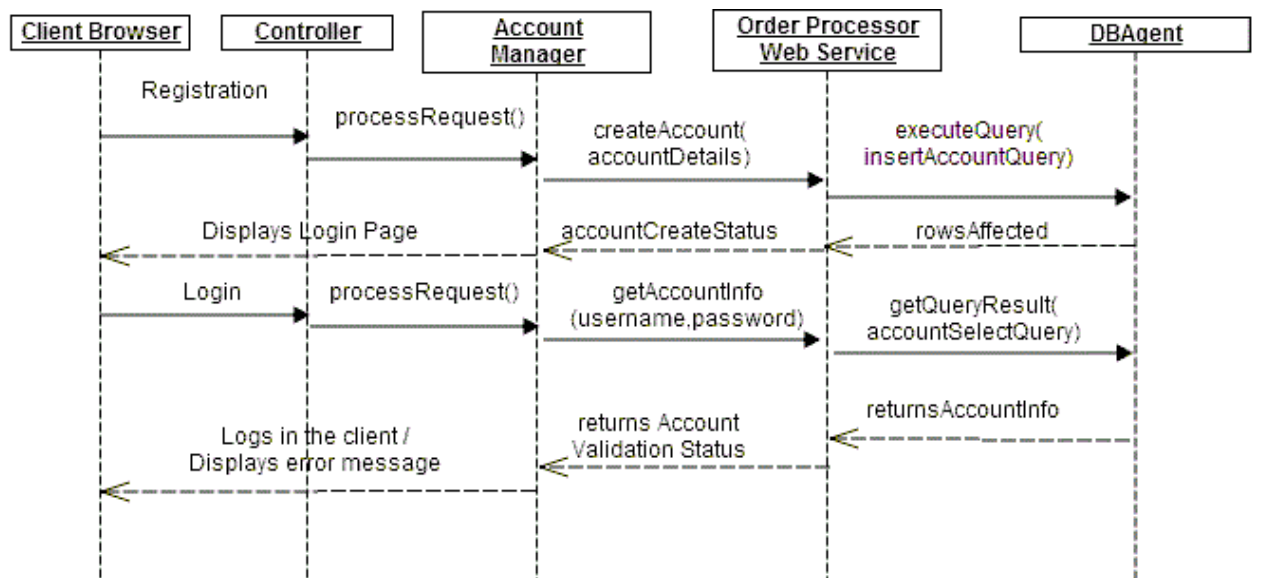 Client Browser
Controller
Account
Manager
Order Processor
Web Service
DBAgent
Registration
processRequest()
createAccount(
accountDetails)
executeQuery(
insertAccountQuery)
Displays Login Page
accountCreateStatus
rowsAffected
Login
processRequest()
getAccountInfo
(username,password)
getQueryResult(
accountSelectQuery)
returnsAccountInfo
returns Account
Validation Status
Logs in the client /
Displays error message